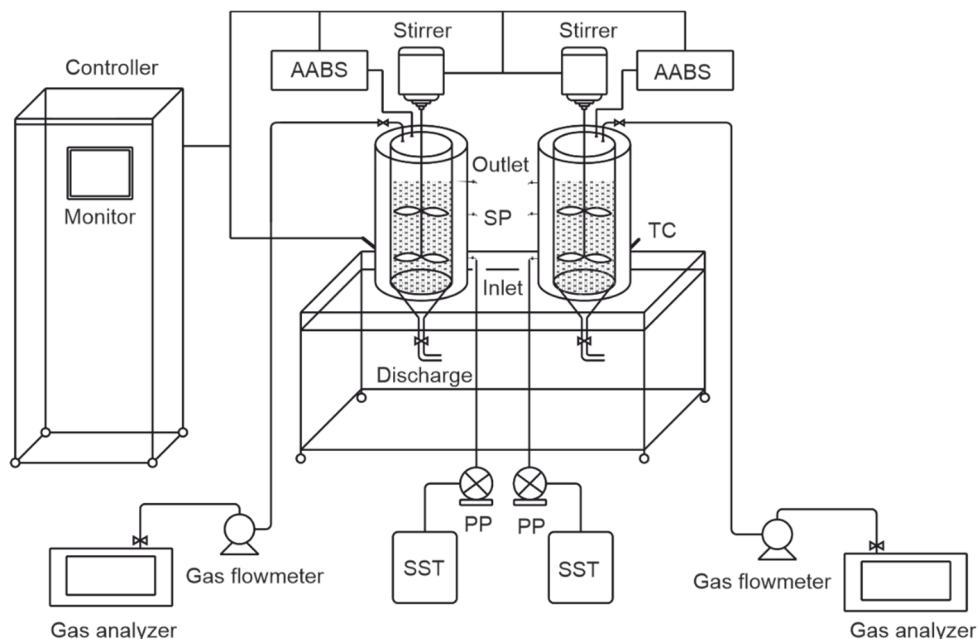 Stirrer
Stirrer
Controller
AABS
AABS
Monitor
Outlet
SP
TC
Inlet
Discharge
PP
PP
SST
SST
Gas flowmeter
Gas flowmeter
Gas analyzer
Gas analyzer